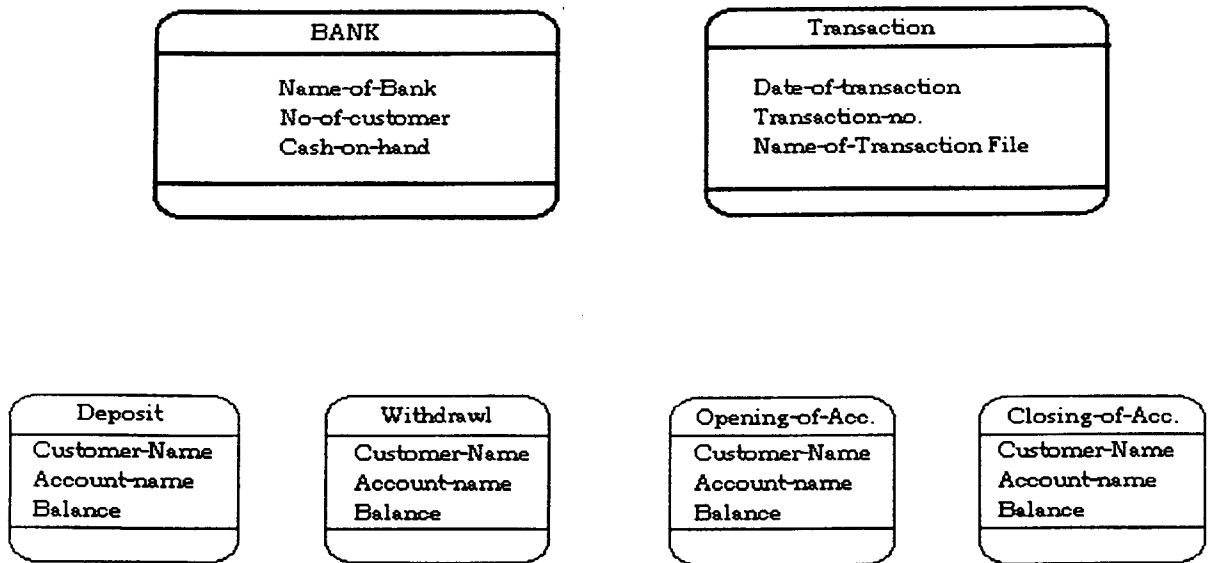 BANK
Name-of-Bank
No-of-customer
Cash-on-hand
Transaction
Date-of-transaction
Transaction-no.
Name-of-Transaction File
Deposit
Customer-Name
Account-name
Balance
Withdrawl
Customer-Name
Account-name
Balance
Opening-of-Acc.
Customer-Name
Account-name
Balance
Closing-of-Acc.
Customer-Name
Account-name
Balance